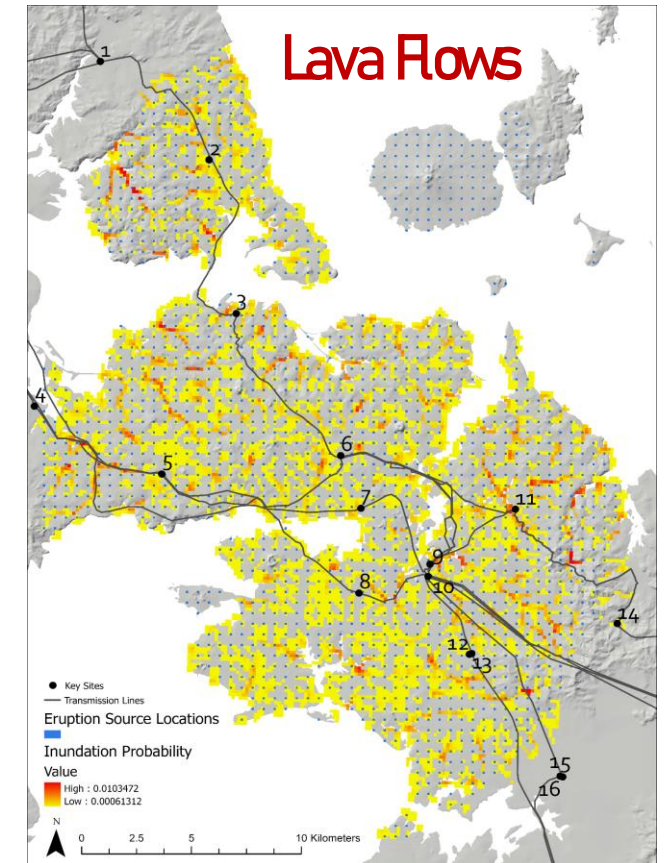 Lava Flows
1
2
3
4
5
6
7
8
9
10
11
12
13
14
15
16
Key Sites
Transmission Lines
Eruption Source Locations
Inundation Probability
Value
High : 0.0103472
Low : 0.00061312
N
0 2.5 5 10 Kilometers